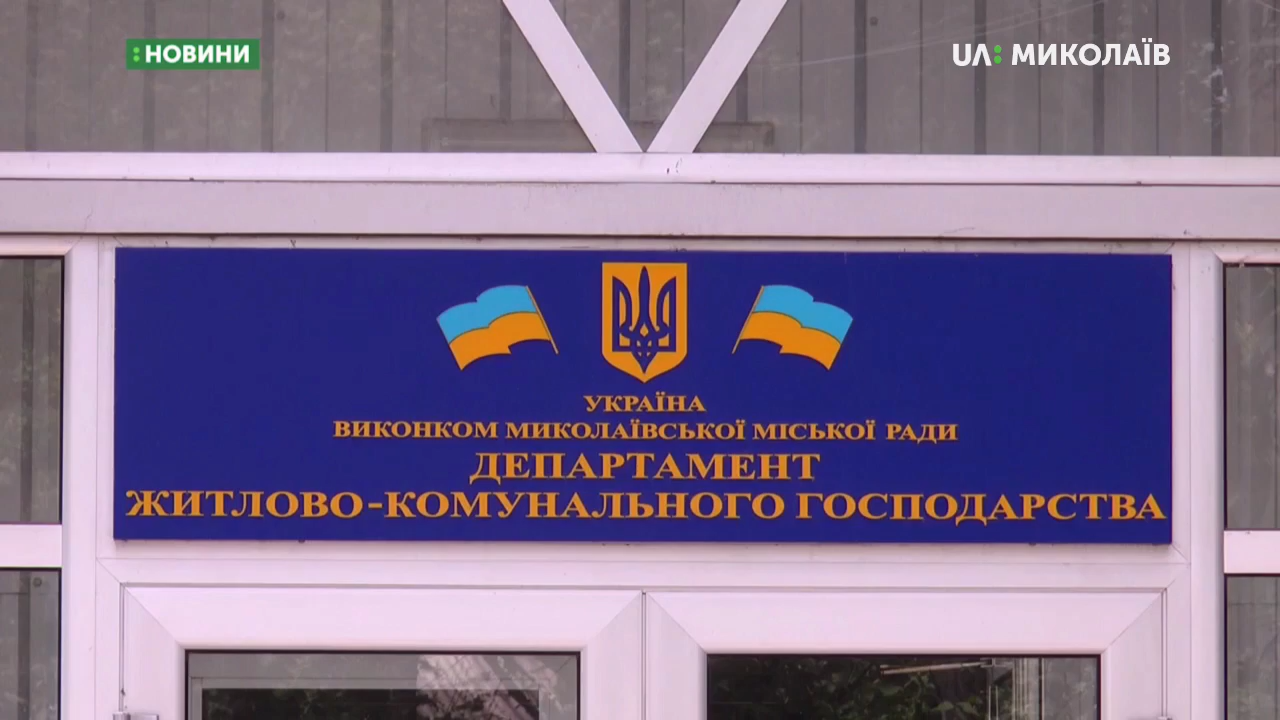 :НОВИНИ
UA: МИКОЛАЇВ
УКРАЇНА
ВИКОНКОМ МИКОЛАЇВСЬКОЇ МІСЬКОЇ РАДИ
ДЕПАРТАМЕНТ
ЖИТЛОВО-КОМУНАЛЬНОГО ГОСПОДАРСТВА